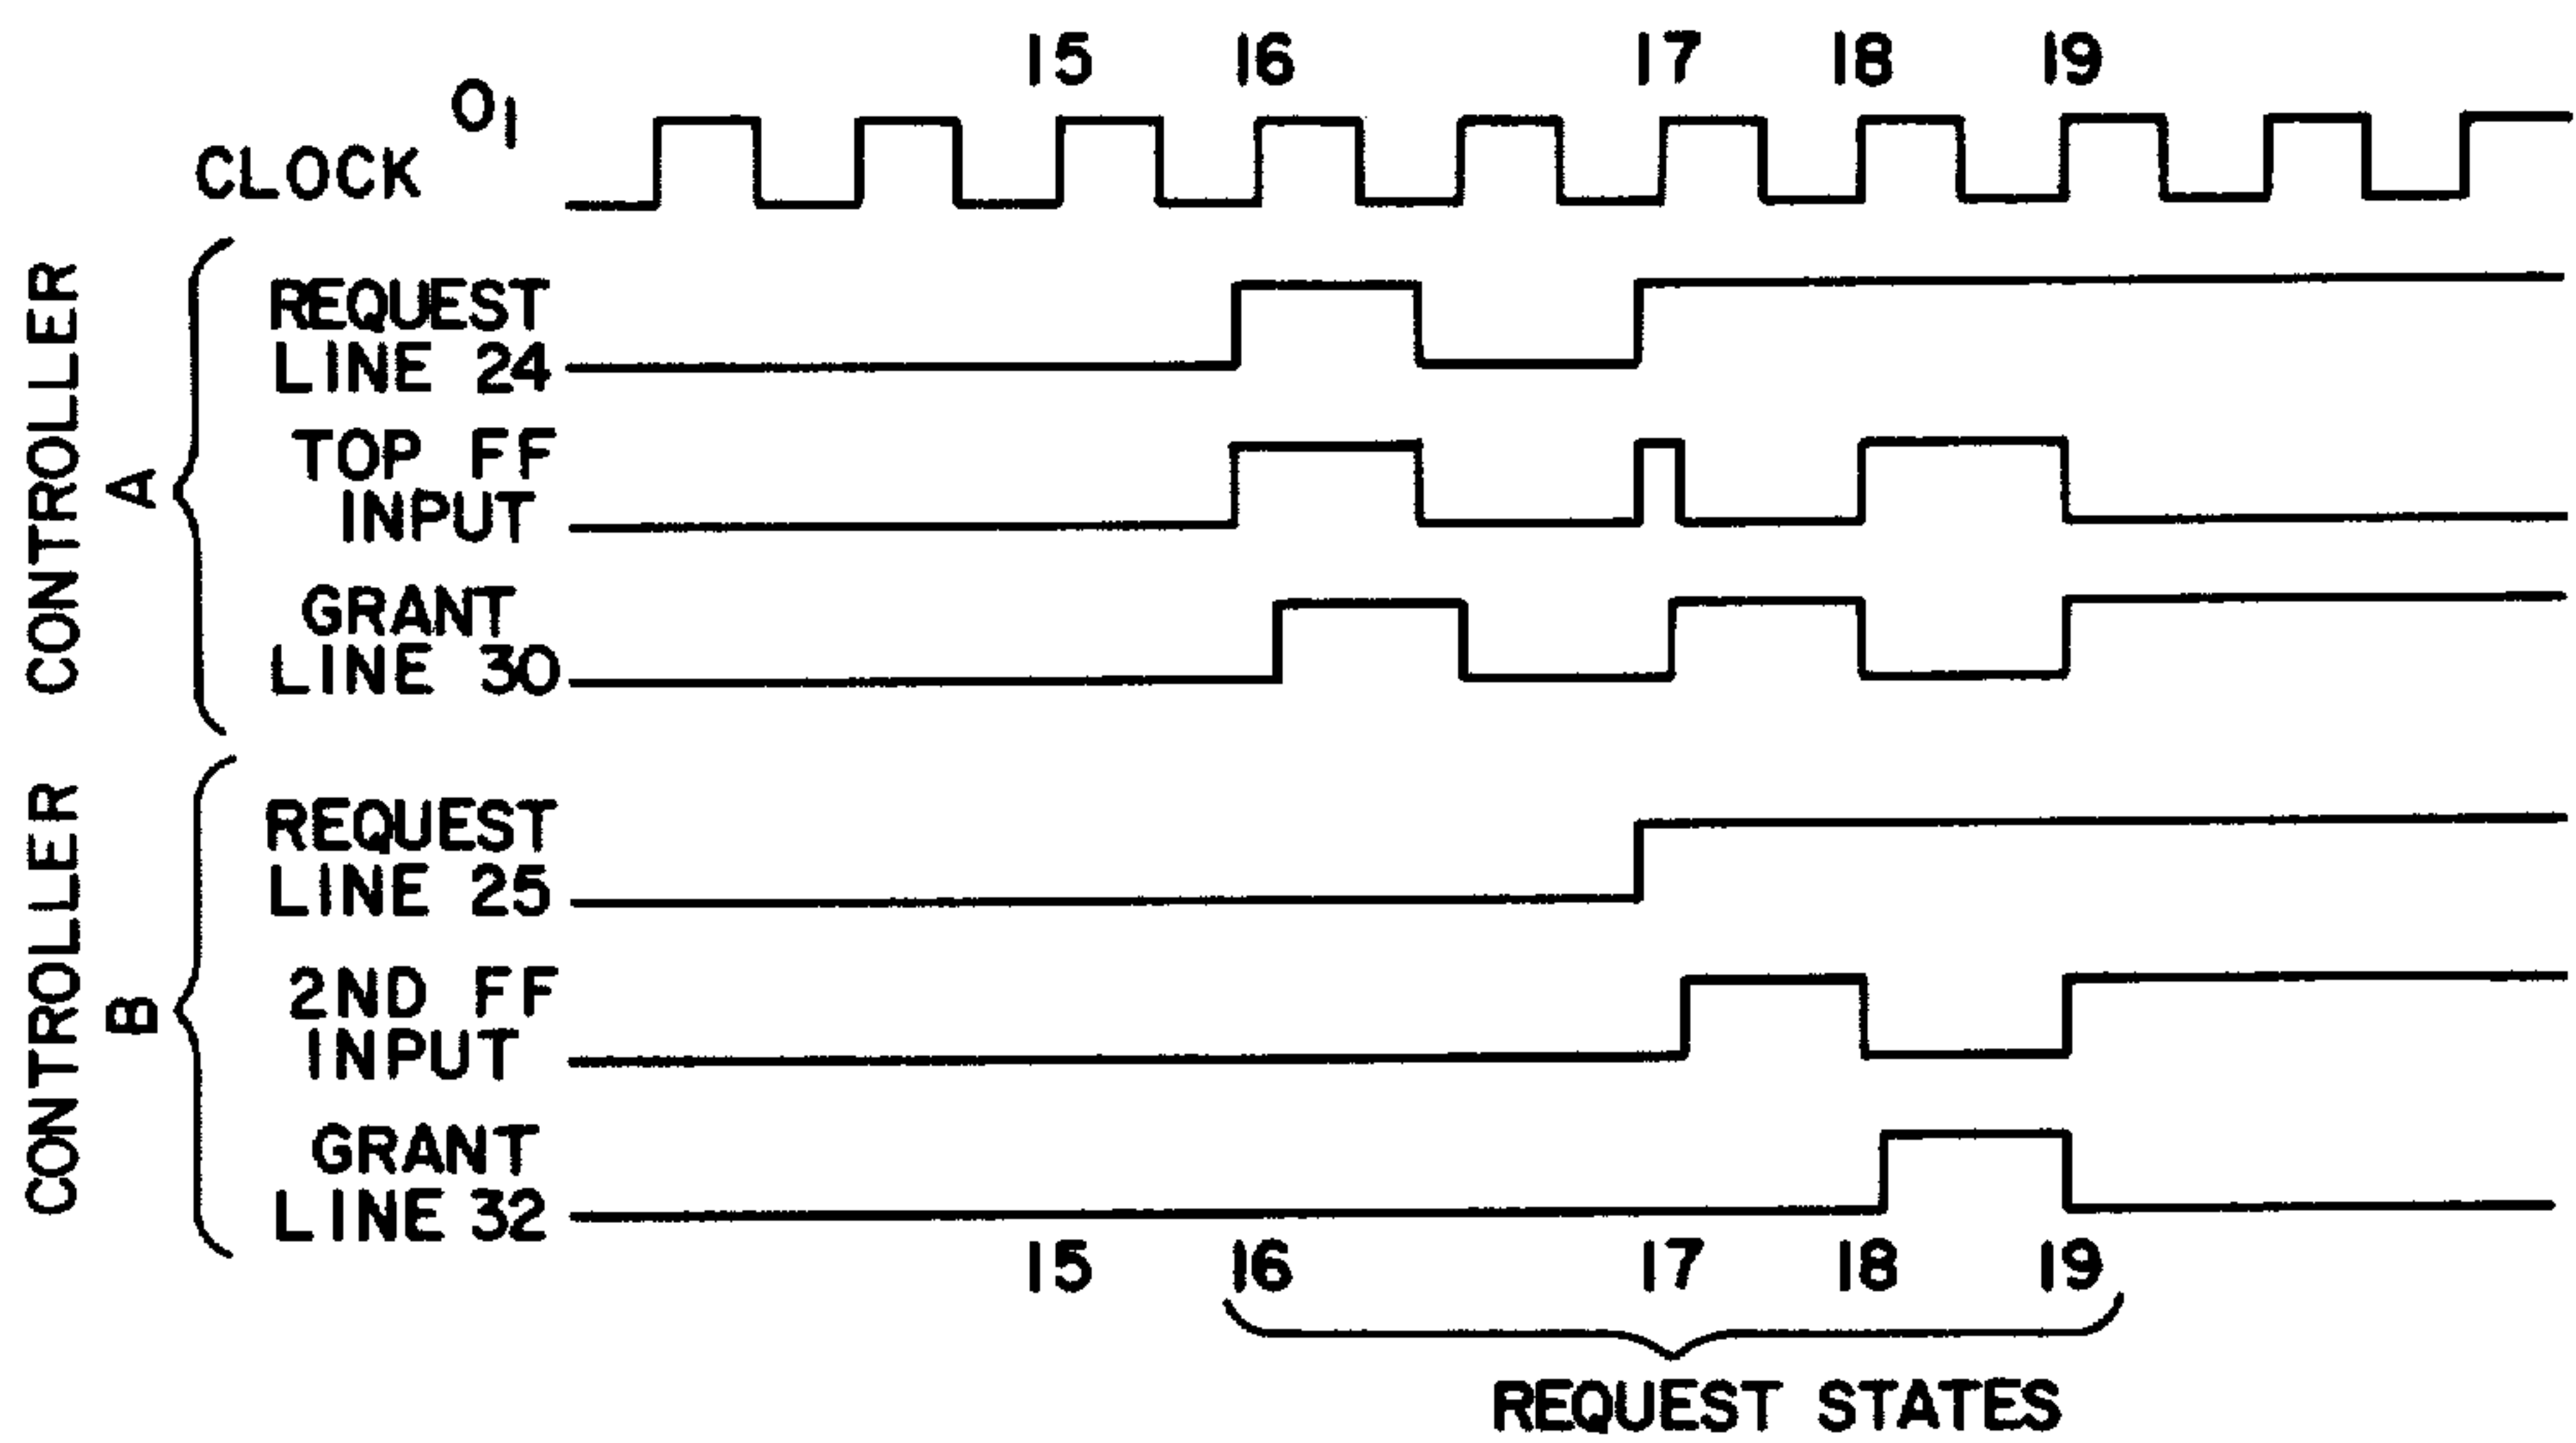 15 16 17 18 19
O1
CLOCK
CONTROLLER
A
REQUEST
LINE 24
TOP FF
INPUT
GRANT
LINE 30
CONTROLLER
B
REQUEST
LINE 25
2ND FF
INPUT
GRANT
LINE 32
15 16 17 18 19
REQUEST STATES